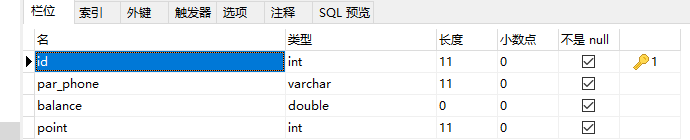 栏位 索引 外键 触发器 选项 注释 SQL 预览
名 类型 长度 小数点 不是 null
id int 11 0 1
par_phone varchar 11 0
balance double 0 0
point int 11 0